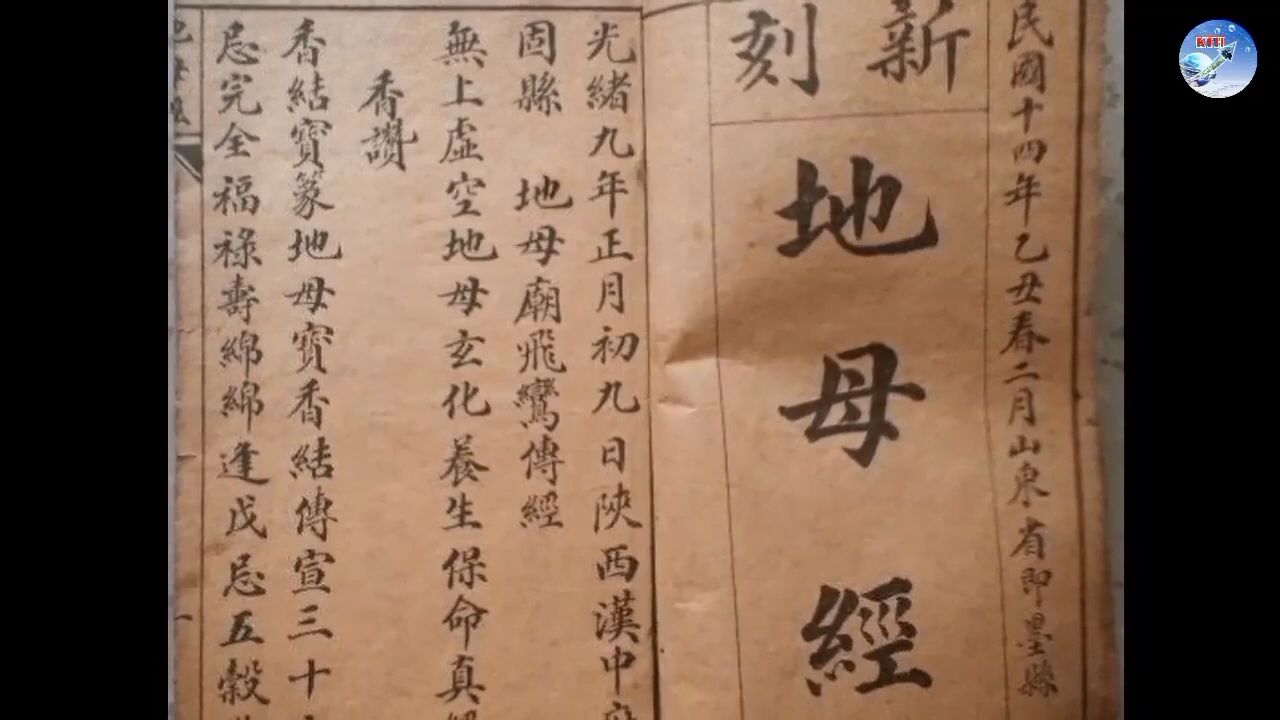 民國十四年乙丑春二月山東省即墨縣
新刻
地母經
光緒九年正月初九日陝西漢中府
固縣 地母廟飛鸞傳經
無上虛空地母玄化養生保命真經
香讚
香結寶篆地母寶香結傳宣三十
忌完全福祿壽綿綿逢戊忌五穀
KITI